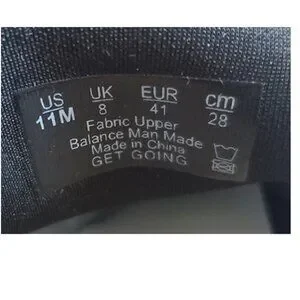 US UK EUR cm
11M 8 41 28
Fabric Upper
Balance Man Made
Made in China
GET GOING